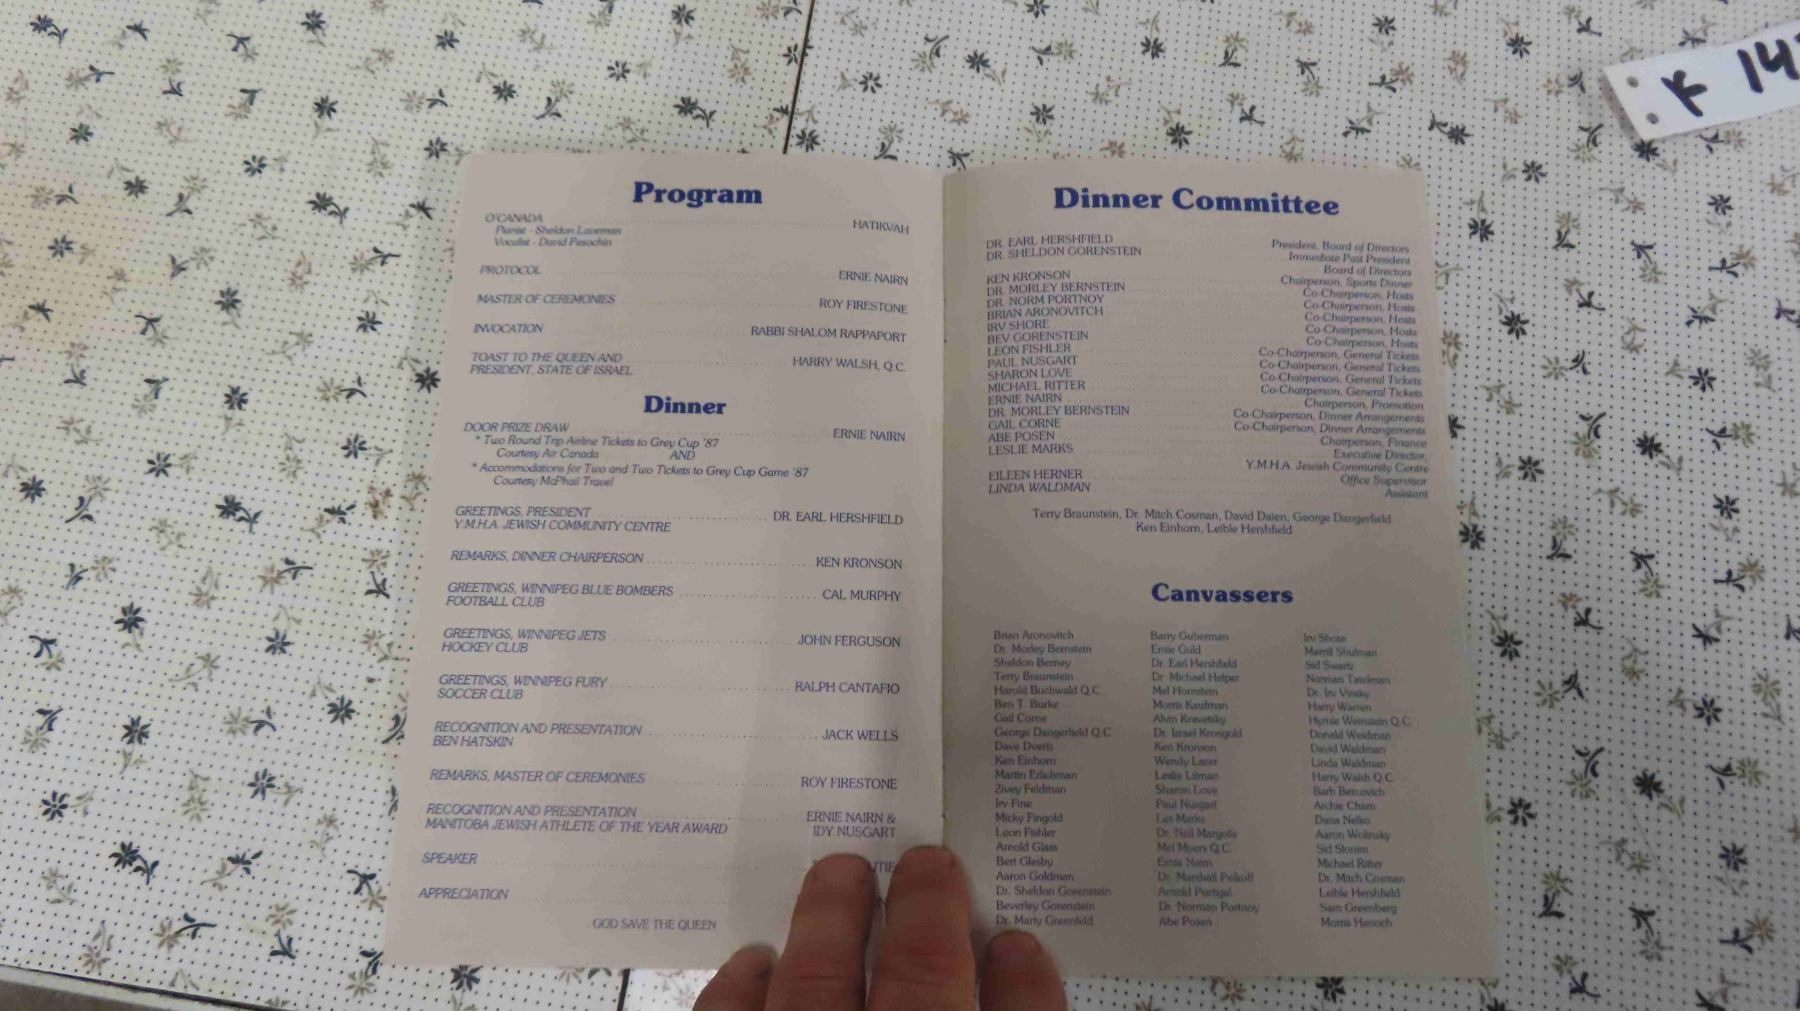 K 14
Program
O'CANADA HATIKVAH
Pianist - Sheldon Laveman
Vocalist - David Pesochin
PROTOCOL ERNIE NAIRN
MASTER OF CEREMONIES ROY FIRESTONE
INVOCATION RABBI SHALOM RAPPAPORT
TOAST TO THE QUEEN AND HARRY WALSH, Q.C.
PRESIDENT, STATE OF ISRAEL
Dinner
DOOR PRIZE DRAW ERNIE NAIRN
* Two Round Trip Airline Tickets to Grey Cup '87
Courtesy Air Canada AND
* Accommodations for Two and Two Tickets to Grey Cup Game '87
Courtesy McPhail Travel
GREETINGS, PRESIDENT DR. EARL HERSHFIELD
Y.M.H.A. JEWISH COMMUNITY CENTRE
REMARKS, DINNER CHAIRPERSON KEN KRONSON
GREETINGS, WINNIPEG BLUE BOMBERS CAL MURPHY
FOOTBALL CLUB
GREETINGS, WINNIPEG JETS JOHN FERGUSON
HOCKEY CLUB
GREETINGS, WINNIPEG FURY RALPH CANTAFIO
SOCCER CLUB
RECOGNITION AND PRESENTATION JACK WELLS
BEN HATSKIN
REMARKS, MASTER OF CEREMONIES ROY FIRESTONE
RECOGNITION AND PRESENTATION ERNIE NAIRN &
MANITOBA JEWISH ATHLETE OF THE YEAR AWARD IDY NUSGART
SPEAKER
APPRECIATION
GOD SAVE THE QUEEN
Dinner Committee
DR. EARL HERSHFIELD President, Board of Directors
DR. SHELDON GORENSTEIN Immediate Past President
Board of Directors
KEN KRONSON Chairperson, Sports Dinner
DR. MORLEY BERNSTEIN Co-Chairperson, Hosts
DR. NORM PORTNOY Co-Chairperson, Hosts
BRIAN ARONOVITCH Co-Chairperson, Hosts
IRV SHORE Co-Chairperson, Hosts
BEV GORENSTEIN Co-Chairperson, Hosts
LEON FISHLER Co-Chairperson, General Tickets
PAUL NUSGART Co-Chairperson, General Tickets
SHARON LOVE Co-Chairperson, General Tickets
MICHAEL RITTER Co-Chairperson, General Tickets
ERNIE NAIRN Chairperson, Promotion
DR. MORLEY BERNSTEIN Co-Chairperson, Dinner Arrangements
GAIL CORNE Co-Chairperson, Dinner Arrangements
ABE POSEN Chairperson, Finance
LESLIE MARKS Executive Director,
Y.M.H.A. Jewish Community Centre
EILEEN HERNER Office Supervisor
LINDA WALDMAN Assistant
Terry Braunstein, Dr. Mitch Cosman, David Daien, George Dangerfield
Ken Einhorn, Leible Hershfield
Canvassers
Brian Aronovitch Barry Guberman Irv Shore
Dr. Morley Bernstein Ernie Guld Merrill Shulman
Sheldon Berney Dr. Earl Hershfield Sid Swartz
Terry Braunstein Dr. Michael Helper Norman Tatelman
Harold Buchwald Q.C. Mel Hornstein Dr. Irv Vinsky
Ben T. Burke Morris Kaufman Harry Warren
Gail Corne Alvin Kravetsky Hymie Weinstein Q.C.
George Dangerfield Q.C. Dr. Israel Krongold Donald Weidman
Dave Dveris Ken Kronson David Waldman
Ken Einhorn Wendy Lazer Linda Waldman
Martin Erlichman Leslie Litman Harry Walsh Q.C.
Zivey Feldman Sharon Love Barb Bercovich
Irv Fine Paul Nusgart Archie Cham
Micky Fingold Les Marks Dana Nelko
Leon Fishler Dr. Neil Margolis Aaron Wolinsky
Arnold Glass Mel Myers Q.C. Sid Slonim
Bert Glesby Ernie Nairn Michael Ritter
Aaron Goldman Dr. Marshall Peikoff Dr. Mitch Cosman
Dr. Sheldon Gorenstein Arnold Portigal Leible Hershfield
Beverley Gorenstein Dr. Norman Portnoy Sam Greenberg
Dr. Marty Greenfeld Abe Posen Morris Henoch